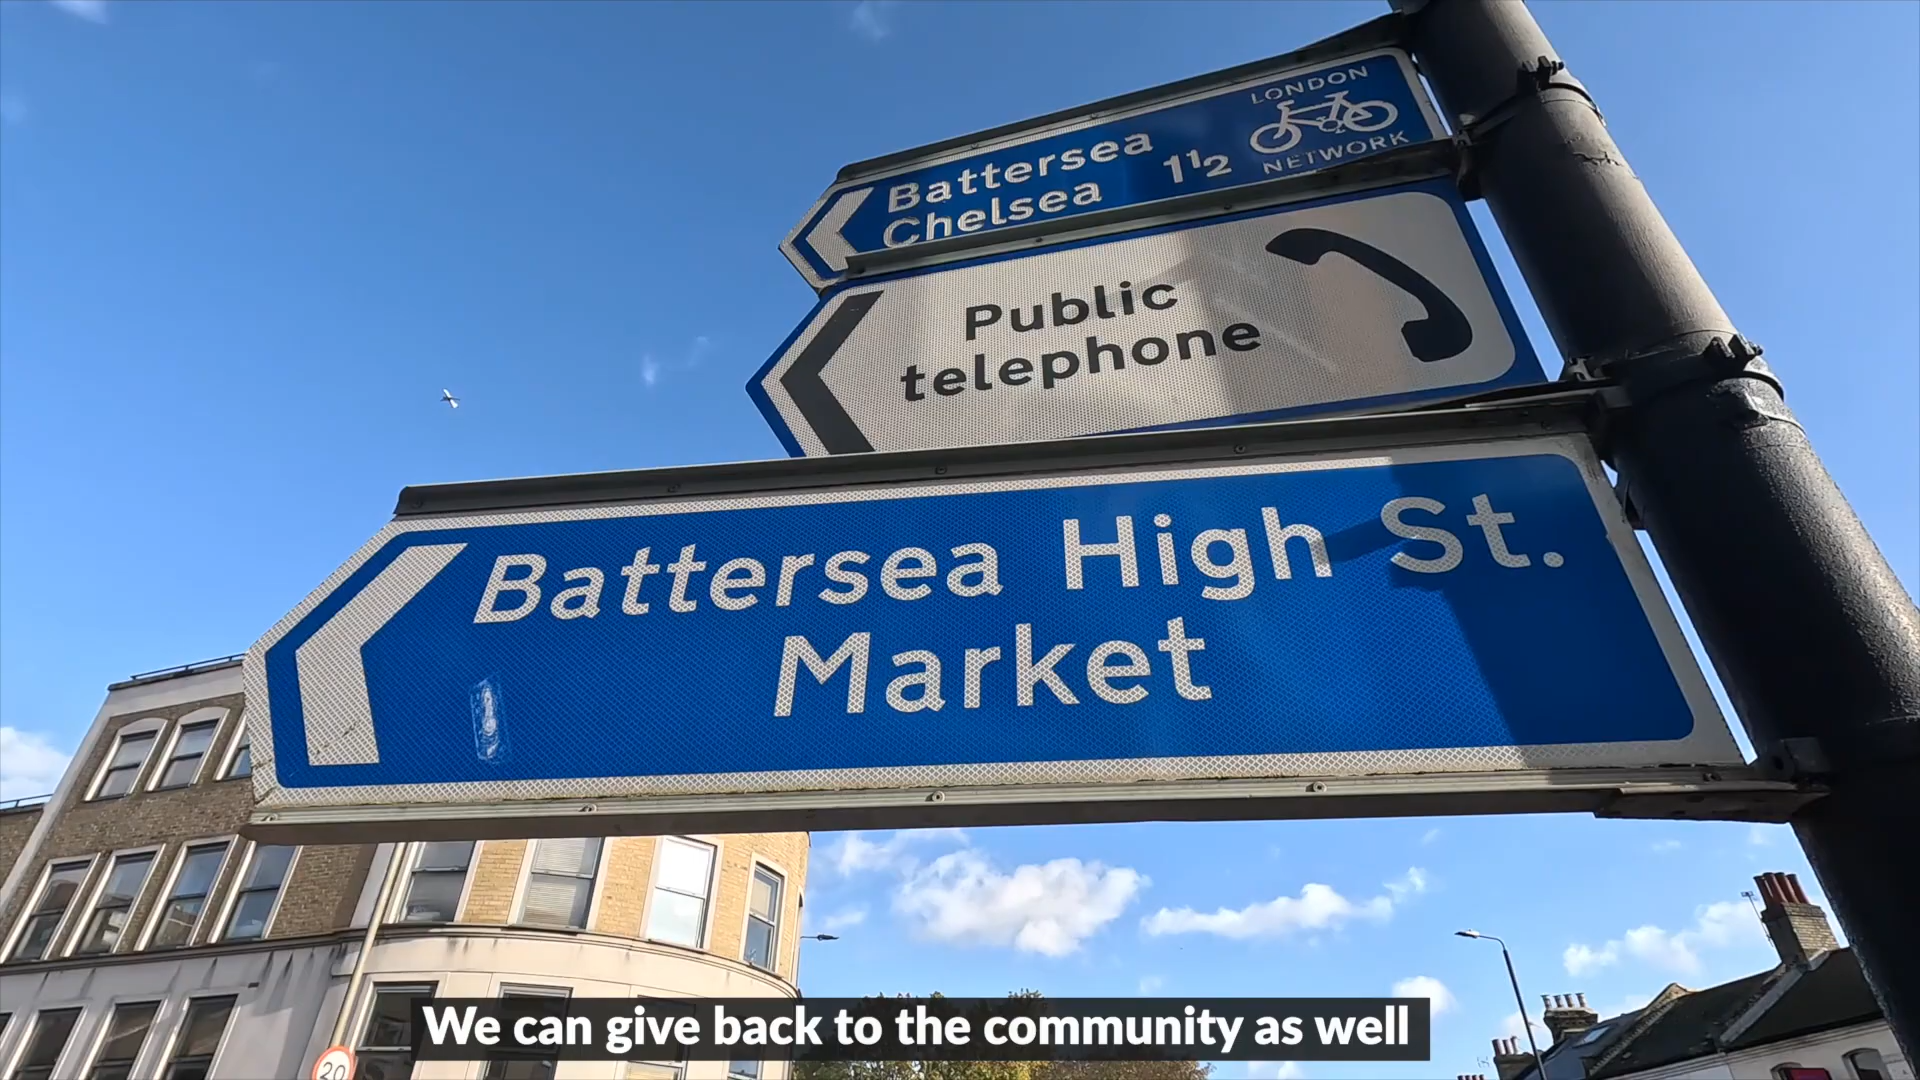 LONDON
NETWORK
Battersea
Chelsea
1½
Public
telephone
Battersea High St.
Market
20
We can give back to the community as well